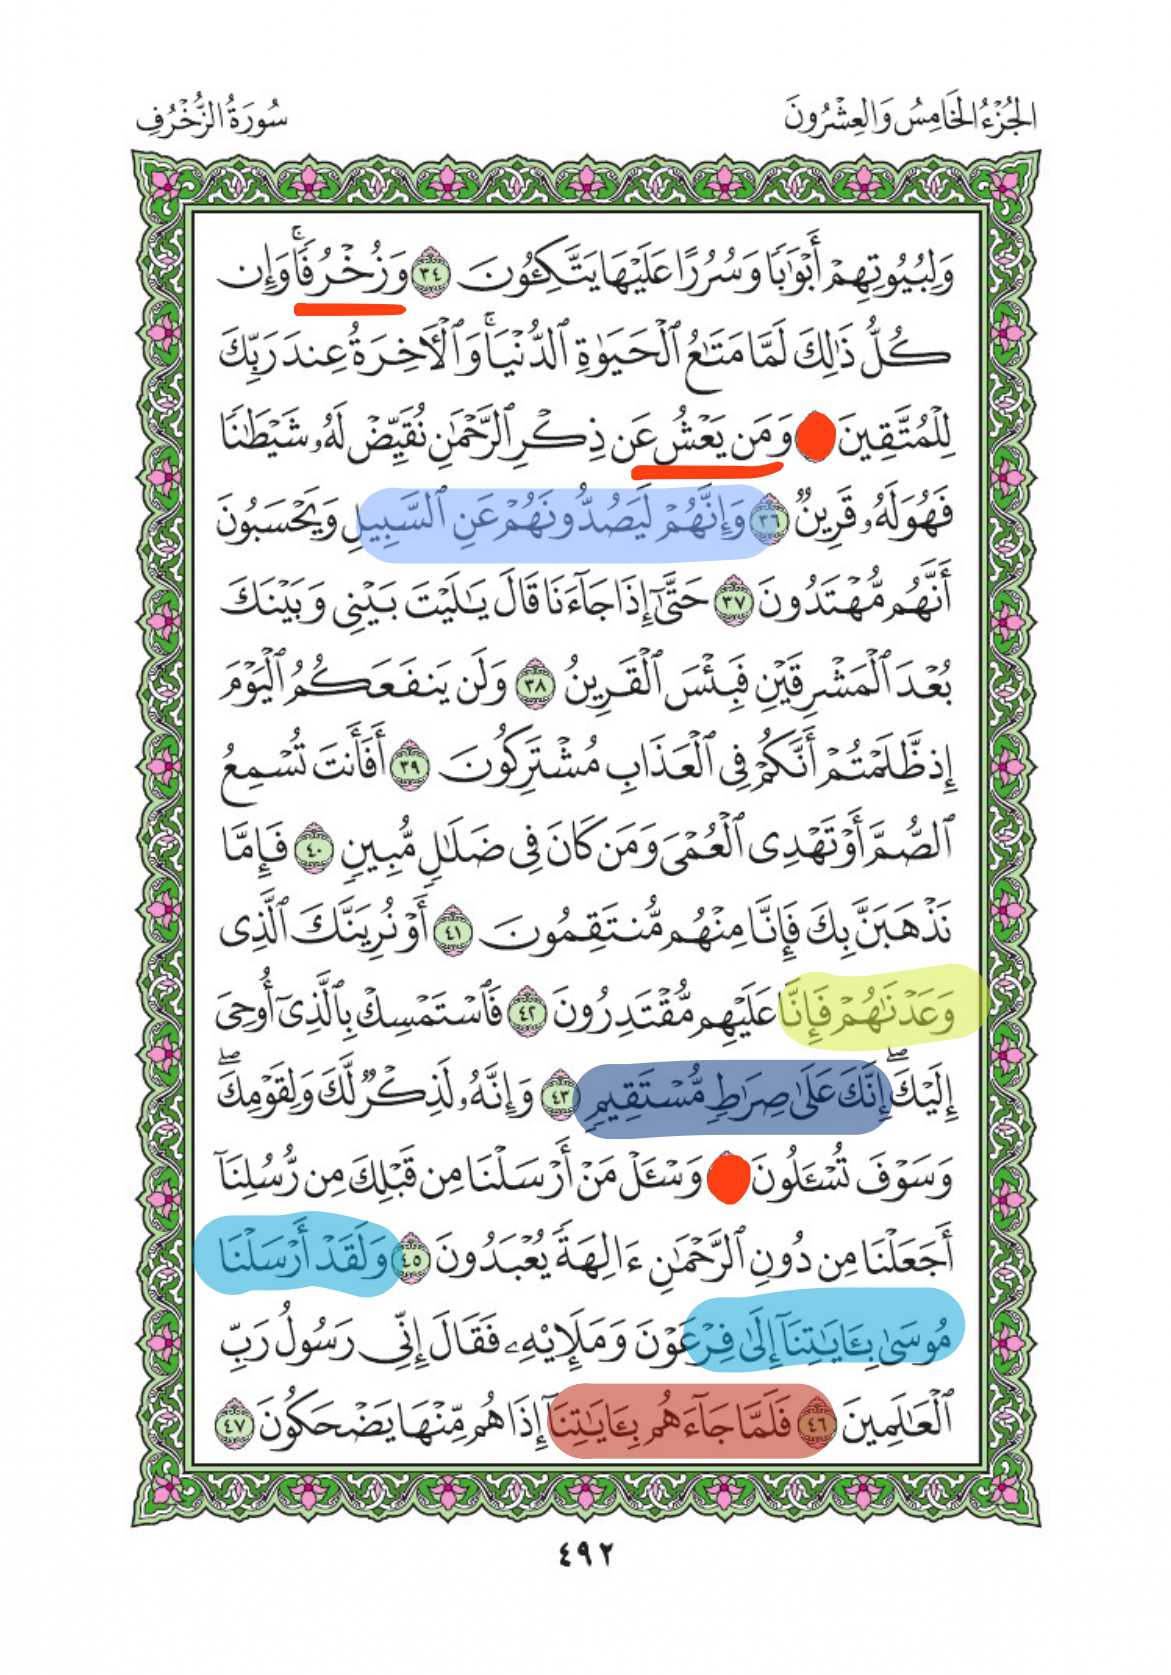 الجُزْءُ الخَامِسُ وَالعِشْرُونَ
سُورَةُ الزُّخْرُفِ
وَلِبُيُوتِهِمْ أَبْوَٰبًا وَسُرُرًا عَلَيْهَا يَتَّكِـُٔونَ ٣٤ وَزُخْرُفًاۚ وَإِن
كُلُّ ذَٰلِكَ لَمَّا مَتَـٰعُ ٱلْحَيَوٰةِ ٱلدُّنْيَاۚ وَٱلْـَٔاخِرَةُ عِندَ رَبِّكَ
لِلْمُتَّقِينَ وَمَن يَعْشُ عَن ذِكْرِ ٱلرَّحْمَـٰنِ نُقَيِّضْ لَهُۥ شَيْطَـٰنًا
فَهُوَ لَهُۥ قَرِينٌ ٣٦ وَإِنَّهُمْ لَيَصُدُّونَهُمْ عَنِ ٱلسَّبِيلِ وَيَحْسَبُونَ
أَنَّهُم مُّهْتَدُونَ ٣٧ حَتَّىٰٓ إِذَا جَآءَنَا قَالَ يَـٰلَيْتَ بَيْنِى وَبَيْنَكَ
بُعْدَ ٱلْمَشْرِقَيْنِ فَبِئْسَ ٱلْقَرِينُ ٣٨ وَلَن يَنفَعَكُمُ ٱلْيَوْمَ
إِذ ظَّلَمْتُمْ أَنَّكُمْ فِى ٱلْعَذَابِ مُشْتَرِكُونَ ٣٩ أَفَأَنتَ تُسْمِعُ
ٱلصُّمَّ أَوْ تَهْدِى ٱلْعُمْىَ وَمَن كَانَ فِى ضَلَـٰلٍ مُّبِينٍ ٤٠ فَإِمَّا
نَذْهَبَنَّ بِكَ فَإِنَّا مِنْهُم مُّنتَقِمُونَ ٤١ أَوْ نُرِيَنَّكَ ٱلَّذِى
وَعَدْنَـٰهُمْ فَإِنَّا عَلَيْهِم مُّقْتَدِرُونَ ٤٢ فَٱسْتَمْسِكْ بِٱلَّذِىٓ أُوحِىَ
إِلَيْكَۖ إِنَّكَ عَلَىٰ صِرَٰطٍ مُّسْتَقِيمٍ ٤٣ وَإِنَّهُۥ لَذِكْرٌ لَّكَ وَلِقَوْمِكَۖ
وَسَوْفَ تُسْـَٔلُونَ وَسْـَٔلْ مَنْ أَرْسَلْنَا مِن قَبْلِكَ مِن رُّسُلِنَآ
أَجَعَلْنَا مِن دُونِ ٱلرَّحْمَـٰنِ ءَالِهَةً يُعْبَدُونَ ٤٥ وَلَقَدْ أَرْسَلْنَا
مُوسَىٰ بِـَٔايَـٰتِنَآ إِلَىٰ فِرْعَوْنَ وَمَلَإِي۟هِۦ فَقَالَ إِنِّى رَسُولُ رَبِّ
ٱلْعَـٰلَمِينَ ٤٦ فَلَمَّا جَآءَهُم بِـَٔايَـٰتِنَآ إِذَا هُم مِّنْهَا يَضْحَكُونَ ٤٧
٤٩٢